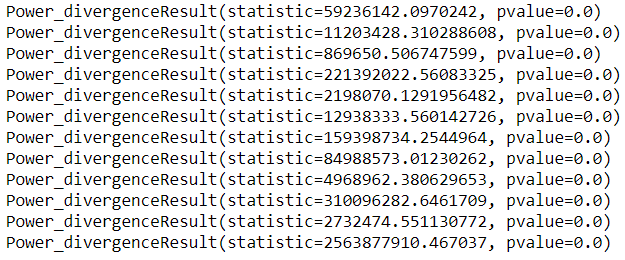 Power_divergenceResult(statistic=59236142.0970242, pvalue=0.0)
Power_divergenceResult(statistic=11203428.310288608, pvalue=0.0)
Power_divergenceResult(statistic=869650.506747599, pvalue=0.0)
Power_divergenceResult(statistic=221392022.56083325, pvalue=0.0)
Power_divergenceResult(statistic=2198070.1291956482, pvalue=0.0)
Power_divergenceResult(statistic=12938333.560142726, pvalue=0.0)
Power_divergenceResult(statistic=159398734.2544964, pvalue=0.0)
Power_divergenceResult(statistic=84988573.01230262, pvalue=0.0)
Power_divergenceResult(statistic=4968962.380629653, pvalue=0.0)
Power_divergenceResult(statistic=310096282.6461709, pvalue=0.0)
Power_divergenceResult(statistic=2732474.551130772, pvalue=0.0)
Power_divergenceResult(statistic=2563877910.467037, pvalue=0.0)